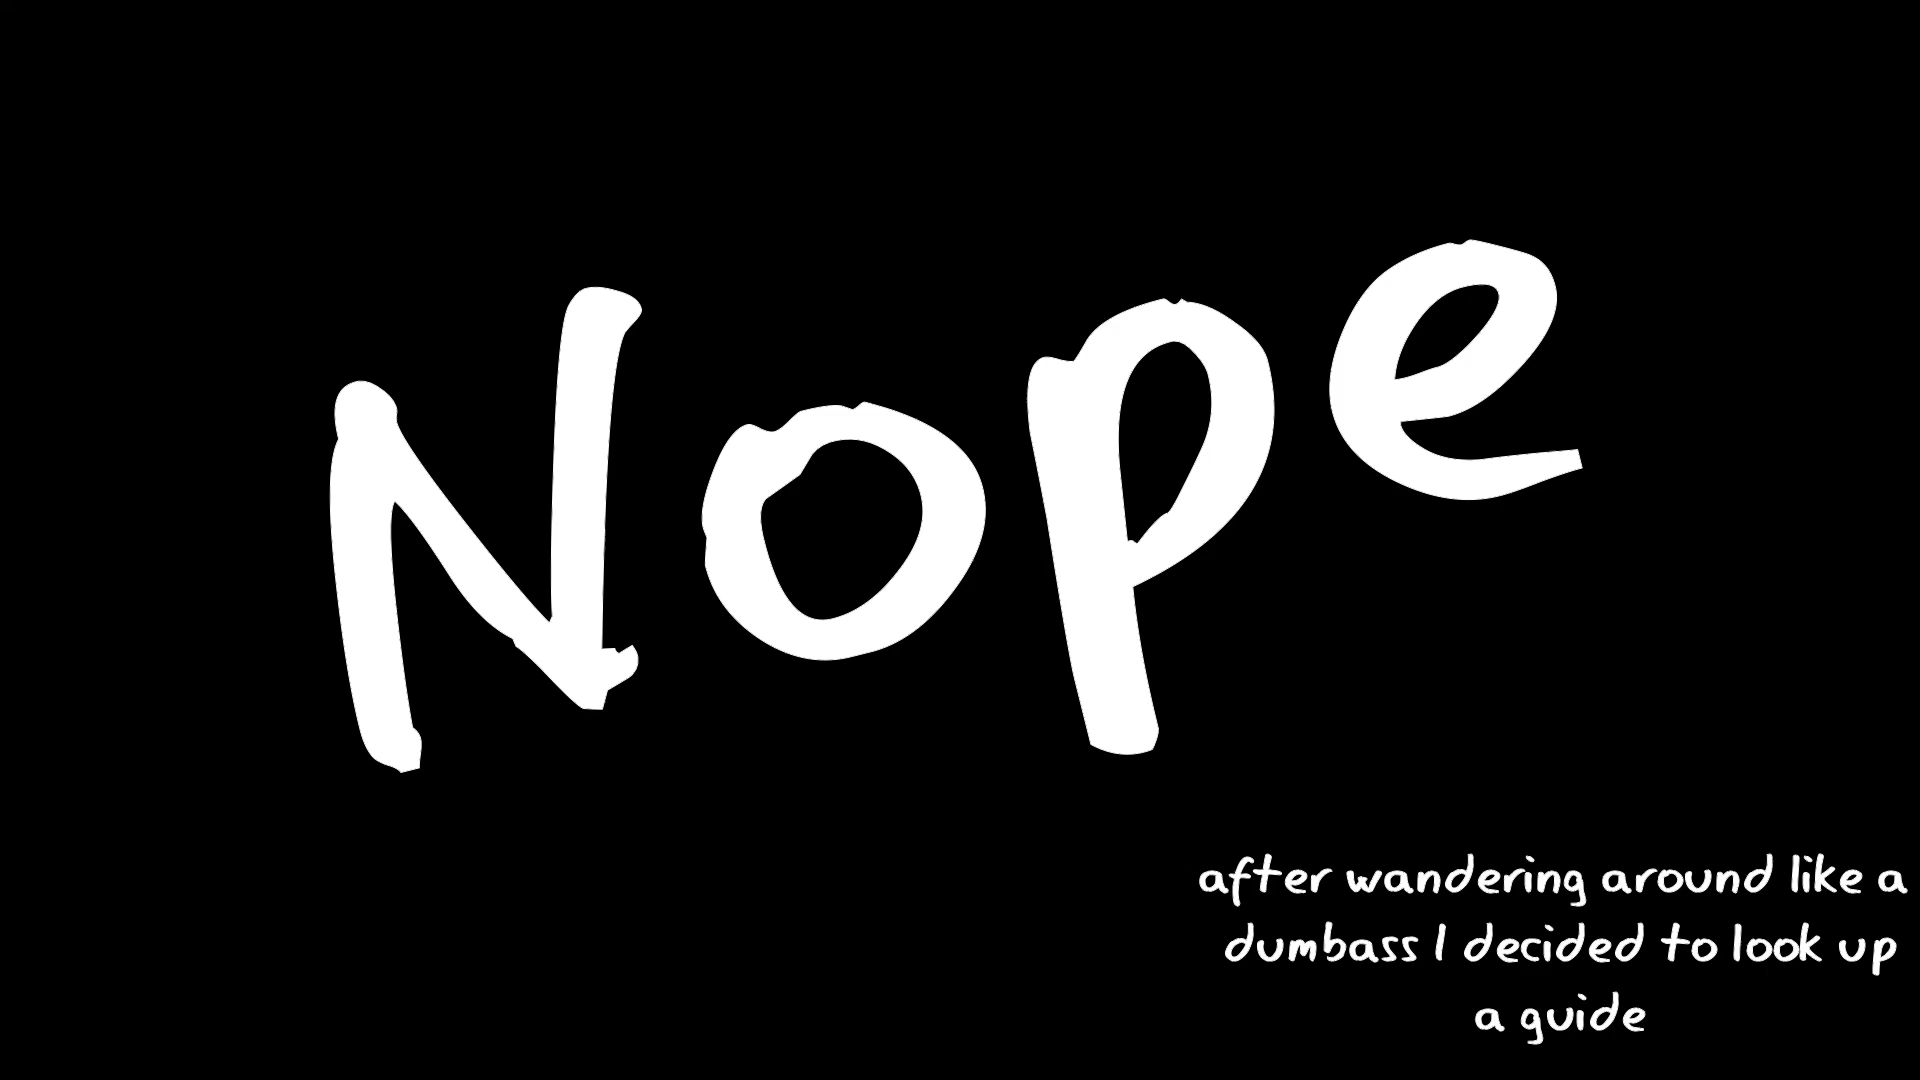 Nope
after wandering around like a
dumbass I decided to look up
a guide